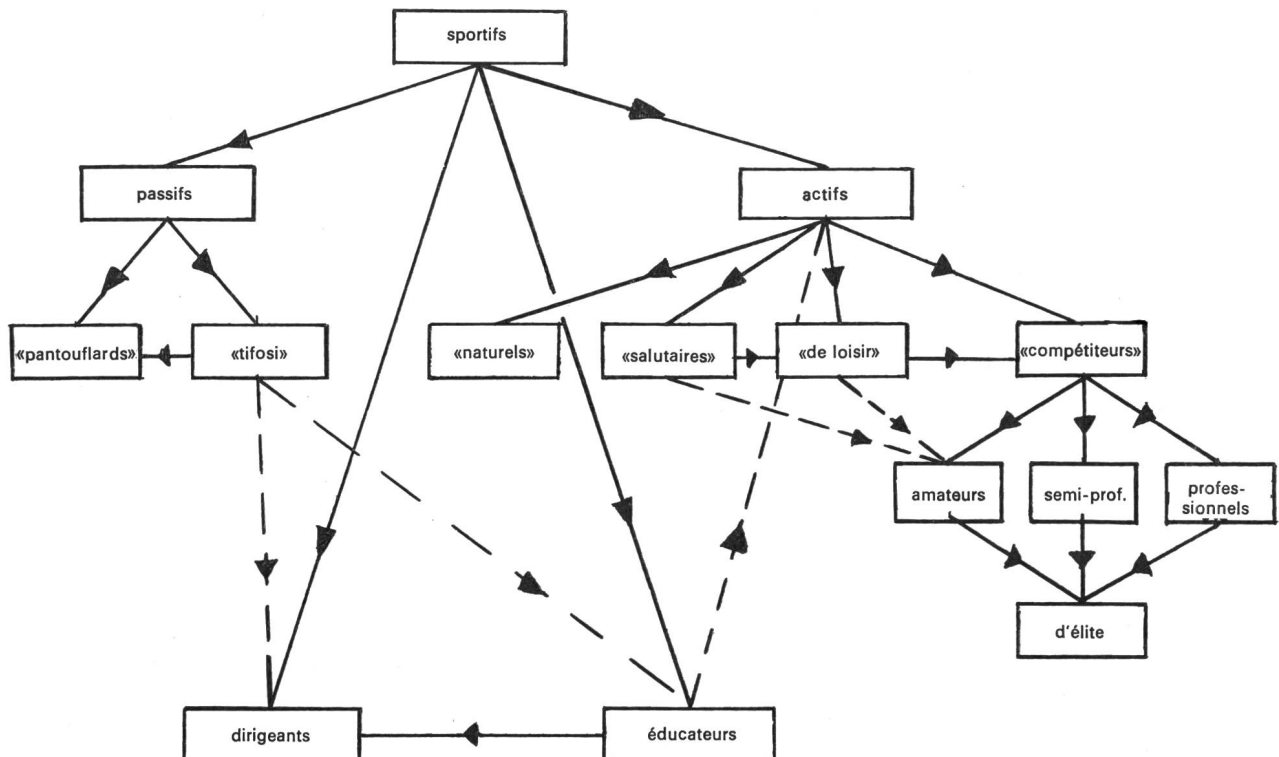 sportifs
passifs
actifs
«pantouflards»
«tifosi»
«naturels»
«salutaires»
«de loisir»
«compétiteurs»
amateurs
semi-prof.
profes-
sionnels
d'élite
dirigeants
éducateurs